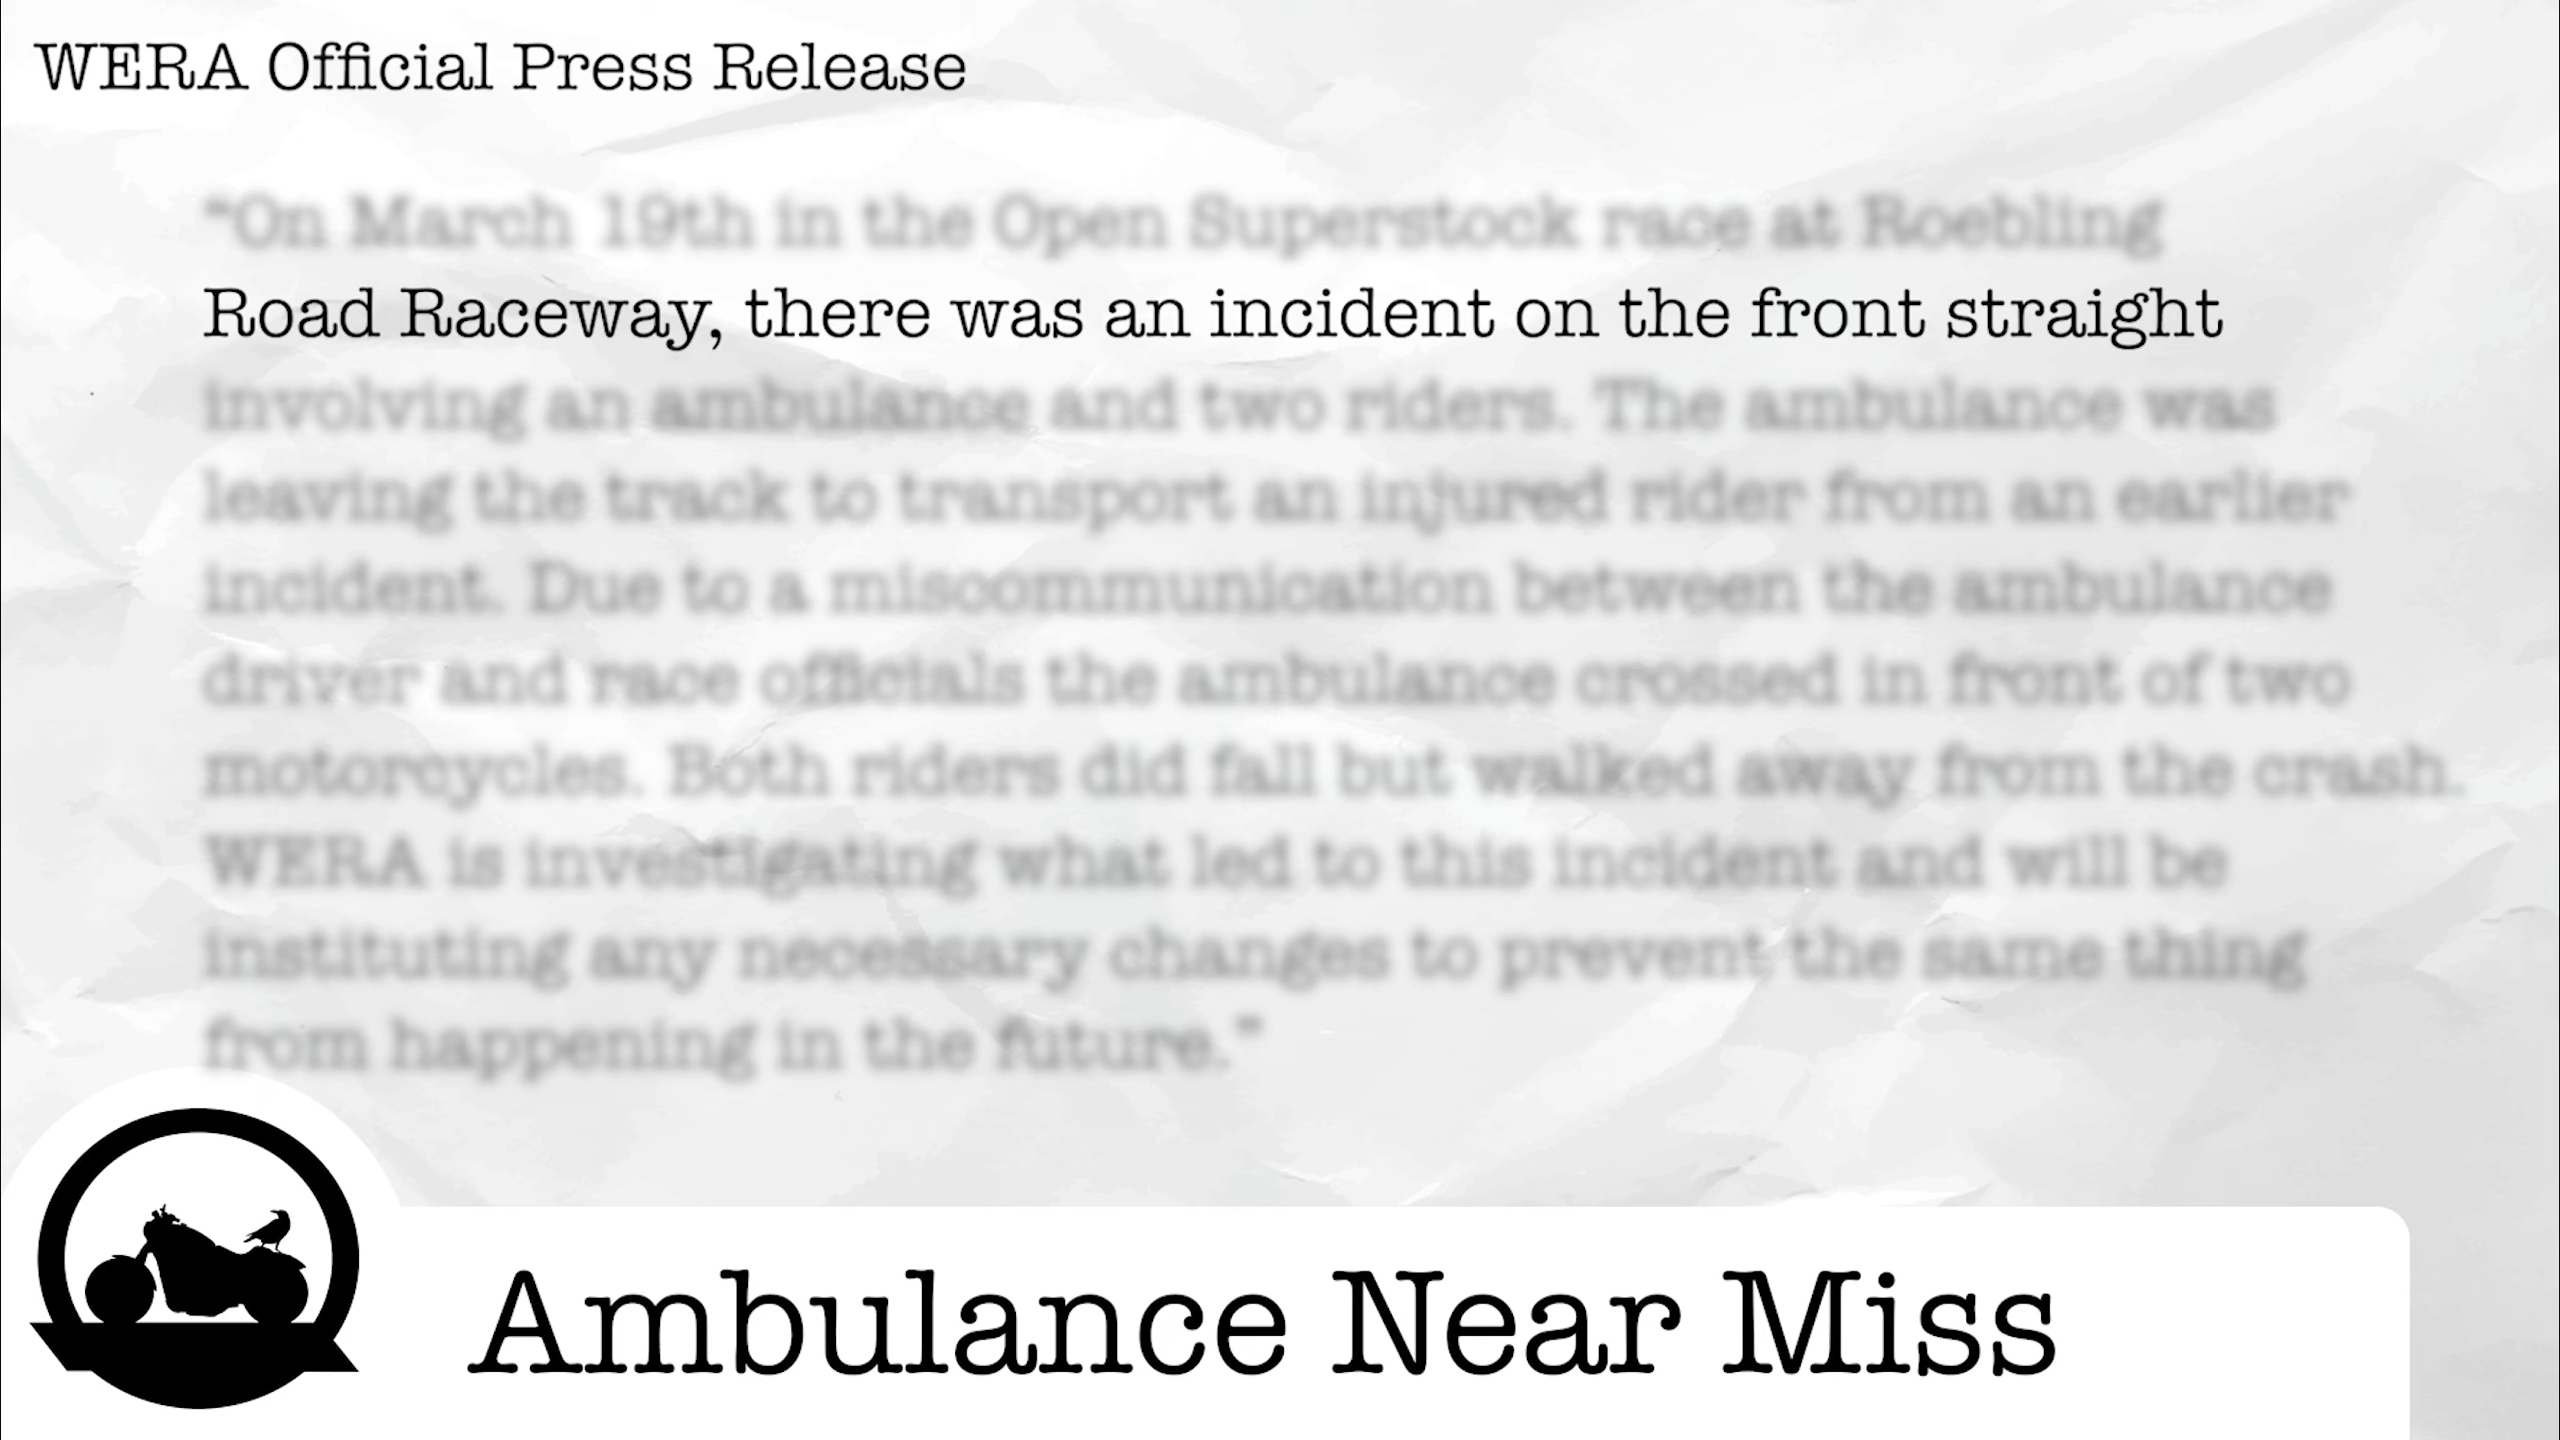 WERA Official Press Release
“On March 19th in the Open Superstock race at Roebling
Road Raceway, there was an incident on the front straight
involving an ambulance and two riders. The ambulance was
leaving the track to transport an injured rider from an earlier
incident. Due to a miscommunication between the ambulance
driver and race officials the ambulance crossed in front of two
motorcycles. Both riders did fall but walked away from the crash.
WERA is investigating what led to this incident and will be
instituting any necessary changes to prevent the same thing
from happening in the future.”
Ambulance Near Miss